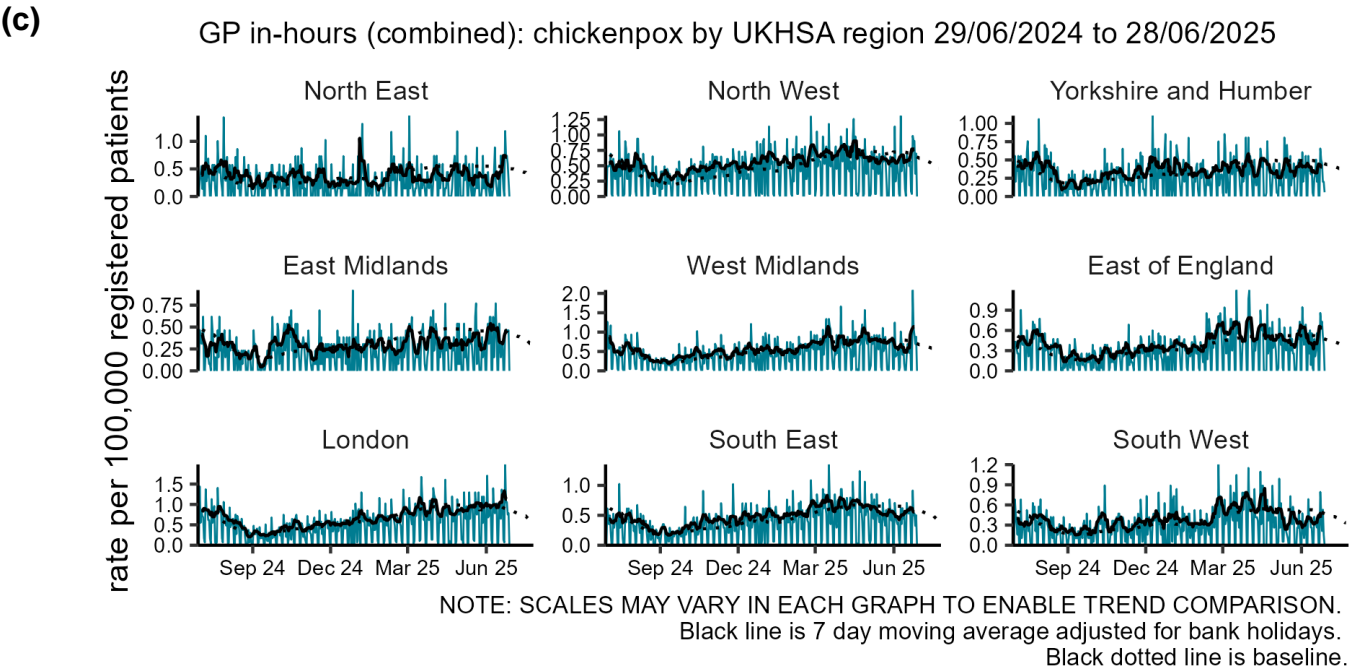 (c)
GP in-hours (combined): chickenpox by UKHSA region 29/06/2024 to 28/06/2025
rate per 100,000 registered patients
North East
1.0
0.5
0.0
North West
1.25
1.00
0.75
0.50
0.25
0.00
Yorkshire and Humber
1.00
0.75
0.50
0.25
0.00
East Midlands
0.75
0.50
0.25
0.00
West Midlands
2.0
1.5
1.0
0.5
0.0
East of England
0.9
0.6
0.3
0.0
London
1.5
1.0
0.5
0.0
Sep 24 Dec 24 Mar 25 Jun 25
South East
1.0
0.5
0.0
Sep 24 Dec 24 Mar 25 Jun 25
South West
1.2
0.9
0.6
0.3
0.0
Sep 24 Dec 24 Mar 25 Jun 25
NOTE: SCALES MAY VARY IN EACH GRAPH TO ENABLE TREND COMPARISON.
Black line is 7 day moving average adjusted for bank holidays.
Black dotted line is baseline.